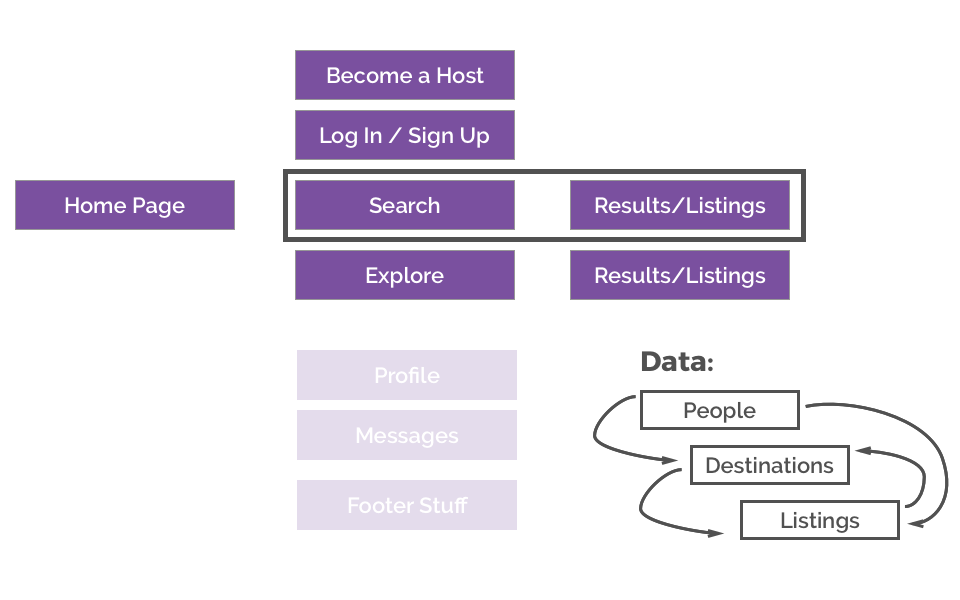 Become a Host
Log In / Sign Up
Home Page
Search
Results/Listings
Explore
Results/Listings
Profile
Messages
Footer Stuff
Data:
People
Destinations
Listings